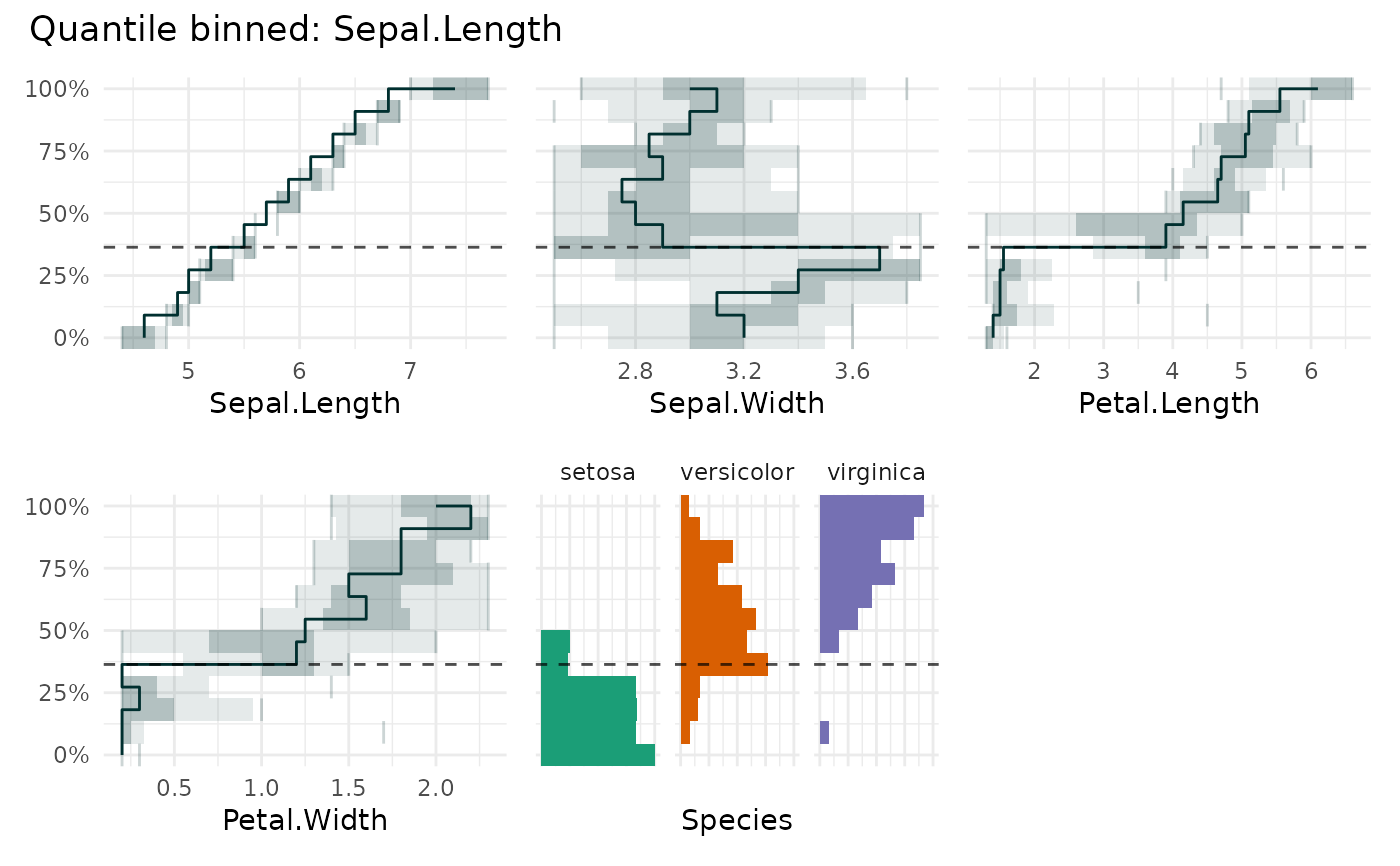 Quantile binned: Sepal.Length
100%
75%
50%
25%
0%
5 6 7
2.8 3.2 3.6
2 3 4 5 6
Sepal.Length
Sepal.Width
Petal.Length
setosa versicolor virginica
100%
75%
50%
25%
0%
0.5 1.0 1.5 2.0
Petal.Width
Species